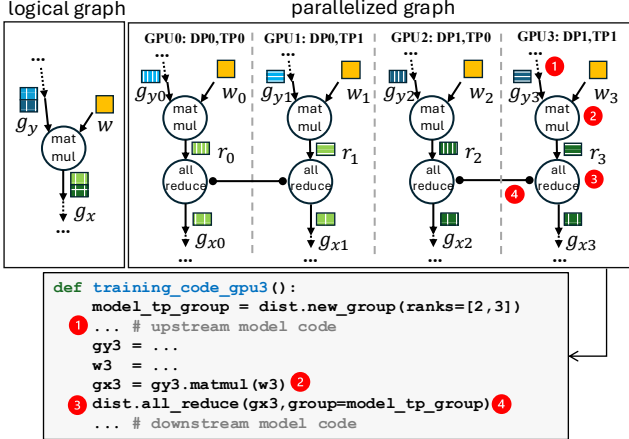 logical graph
parallelized graph
...
g_y
w
mat
mul
g_x
...
GPU0: DP0,TP0
...
g_y0
w_0
mat
mul
r_0
all
reduce
g_x0
...
GPU1: DP0,TP1
...
g_y1
w_1
mat
mul
r_1
all
reduce
g_x1
...
GPU2: DP1,TP0
...
g_y2
w_2
mat
mul
r_2
all
reduce
g_x2
...
GPU3: DP1,TP1
...
1
g_y3
w_3
mat
mul
2
r_3
all
reduce
3
4
g_x3
...
def training_code_gpu3():
model_tp_group = dist.new_group(ranks=[2,3])
1 ... # upstream model code
gy3 = ...
w3 = ...
gx3 = gy3.matmul(w3) 2
3 dist.all_reduce(gx3,group=model_tp_group) 4
... # downstream model code